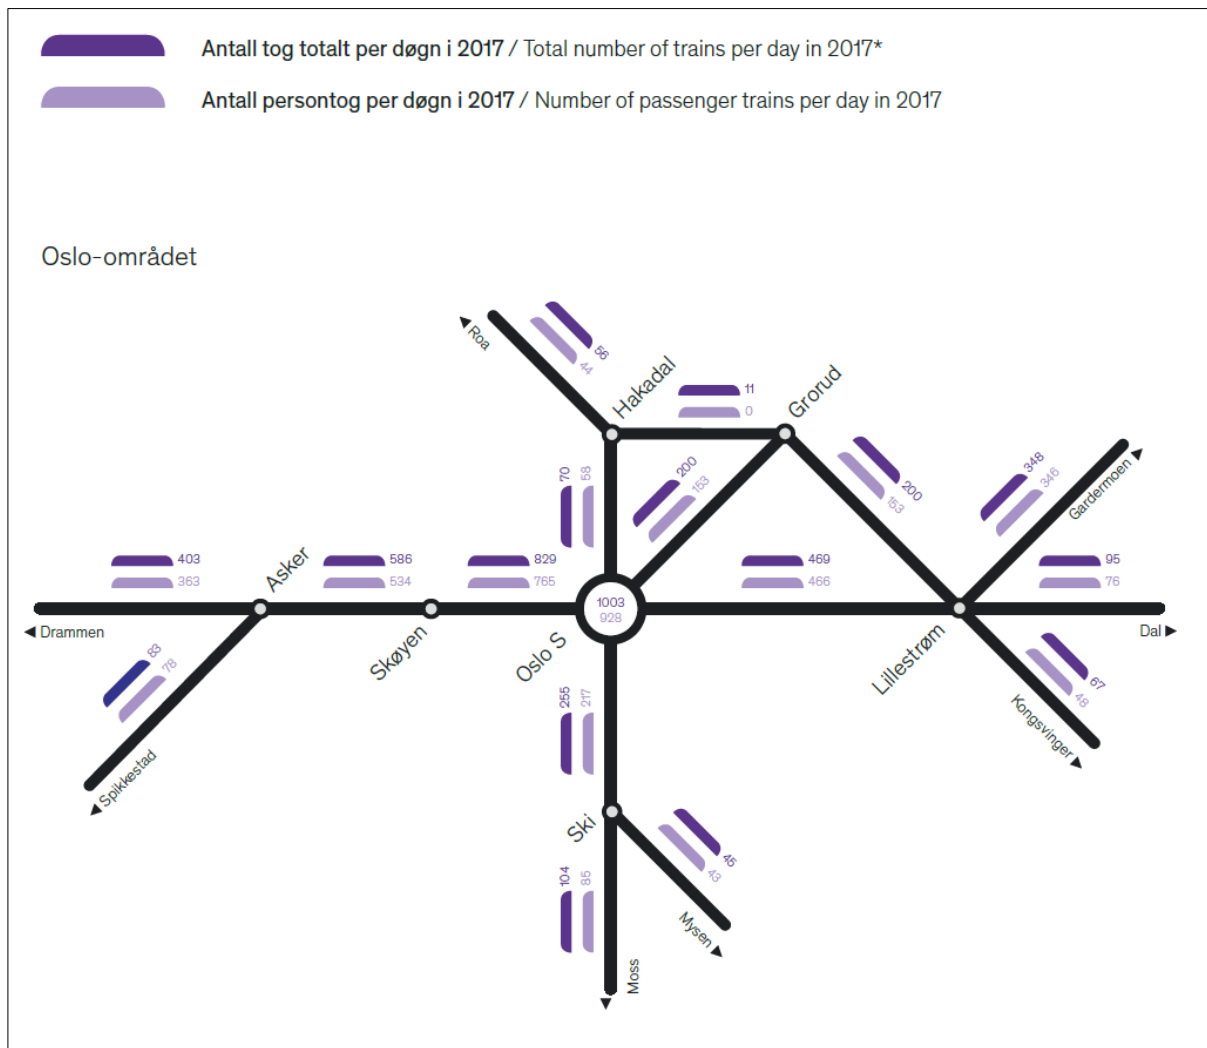 Antall tog totalt per døgn i 2017 / Total number of trains per day in 2017*
Antall persontog per døgn i 2017 / Number of passenger trains per day in 2017
Oslo-området
Roa
56
44
Hakadal
11
0
Grorud
70
58
200
153
200
153
348
346
Gardermoen
403
363
Asker
586
534
829
765
469
466
95
76
1003
928
Drammen
Skøyen
Oslo S
Lillestrøm
Dal
83
78
Spikkestad
255
217
67
48
Kongsvinger
Ski
45
43
Mysen
104
85
Moss